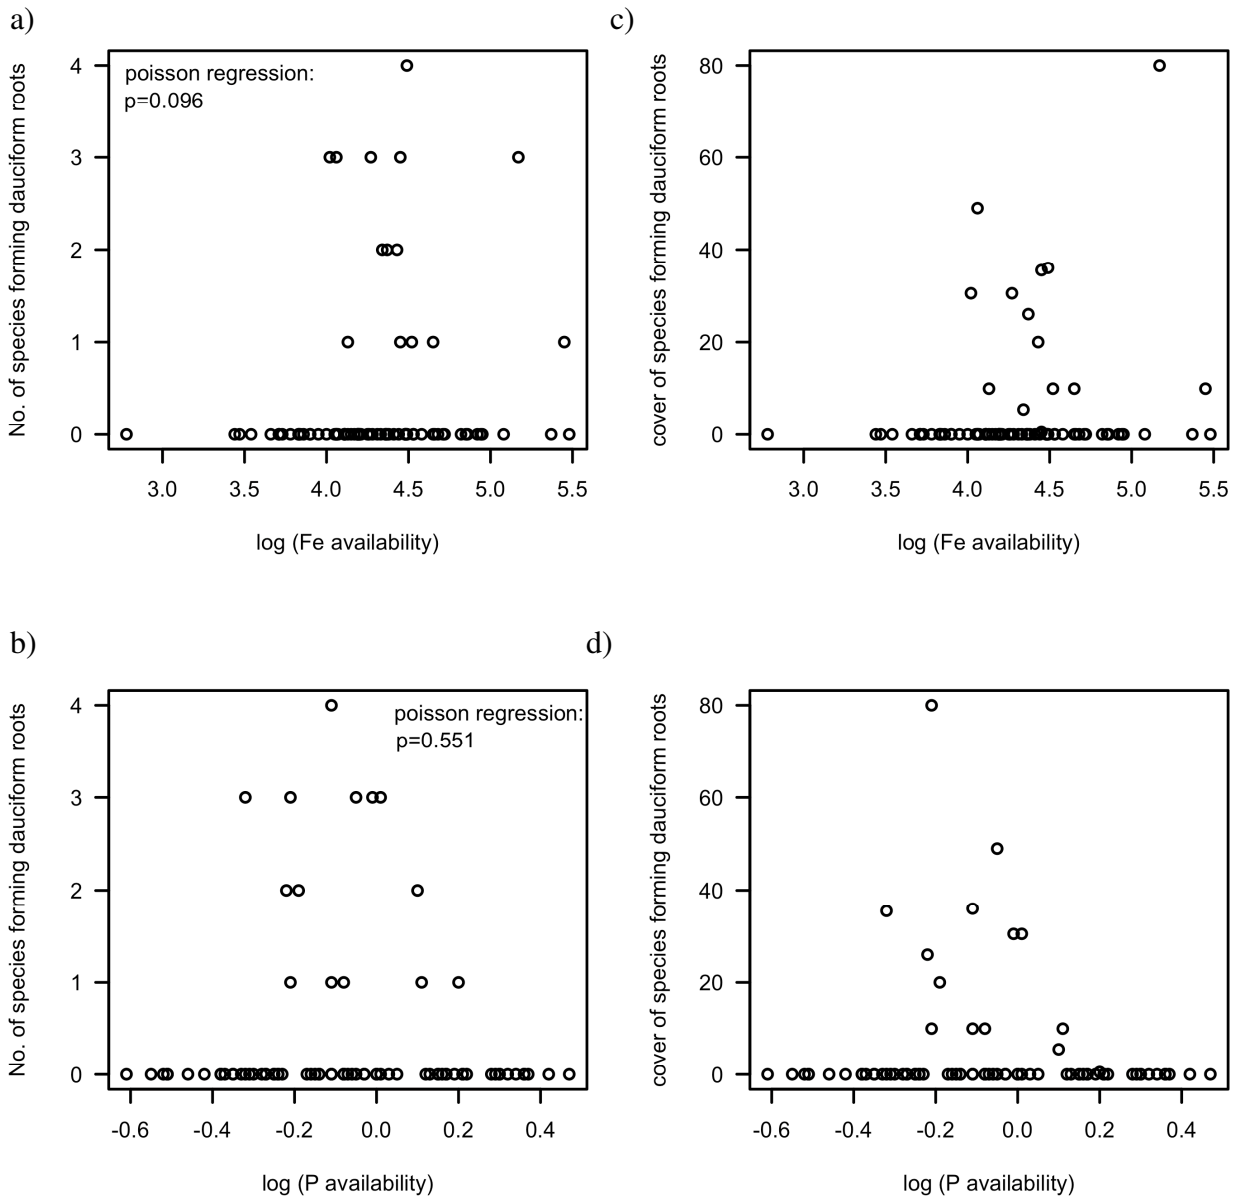 a)
No. of species forming dauciform roots
4
3
2
1
0
poisson regression:
p=0.096
3.0 3.5 4.0 4.5 5.0 5.5
log (Fe availability)
c)
cover of species forming dauciform roots
80
60
40
20
0
3.0 3.5 4.0 4.5 5.0 5.5
log (Fe availability)
b)
No. of species forming dauciform roots
4
3
2
1
0
poisson regression:
p=0.551
-0.6 -0.4 -0.2 0.0 0.2 0.4
log (P availability)
d)
cover of species forming dauciform roots
80
60
40
20
0
-0.6 -0.4 -0.2 0.0 0.2 0.4
log (P availability)